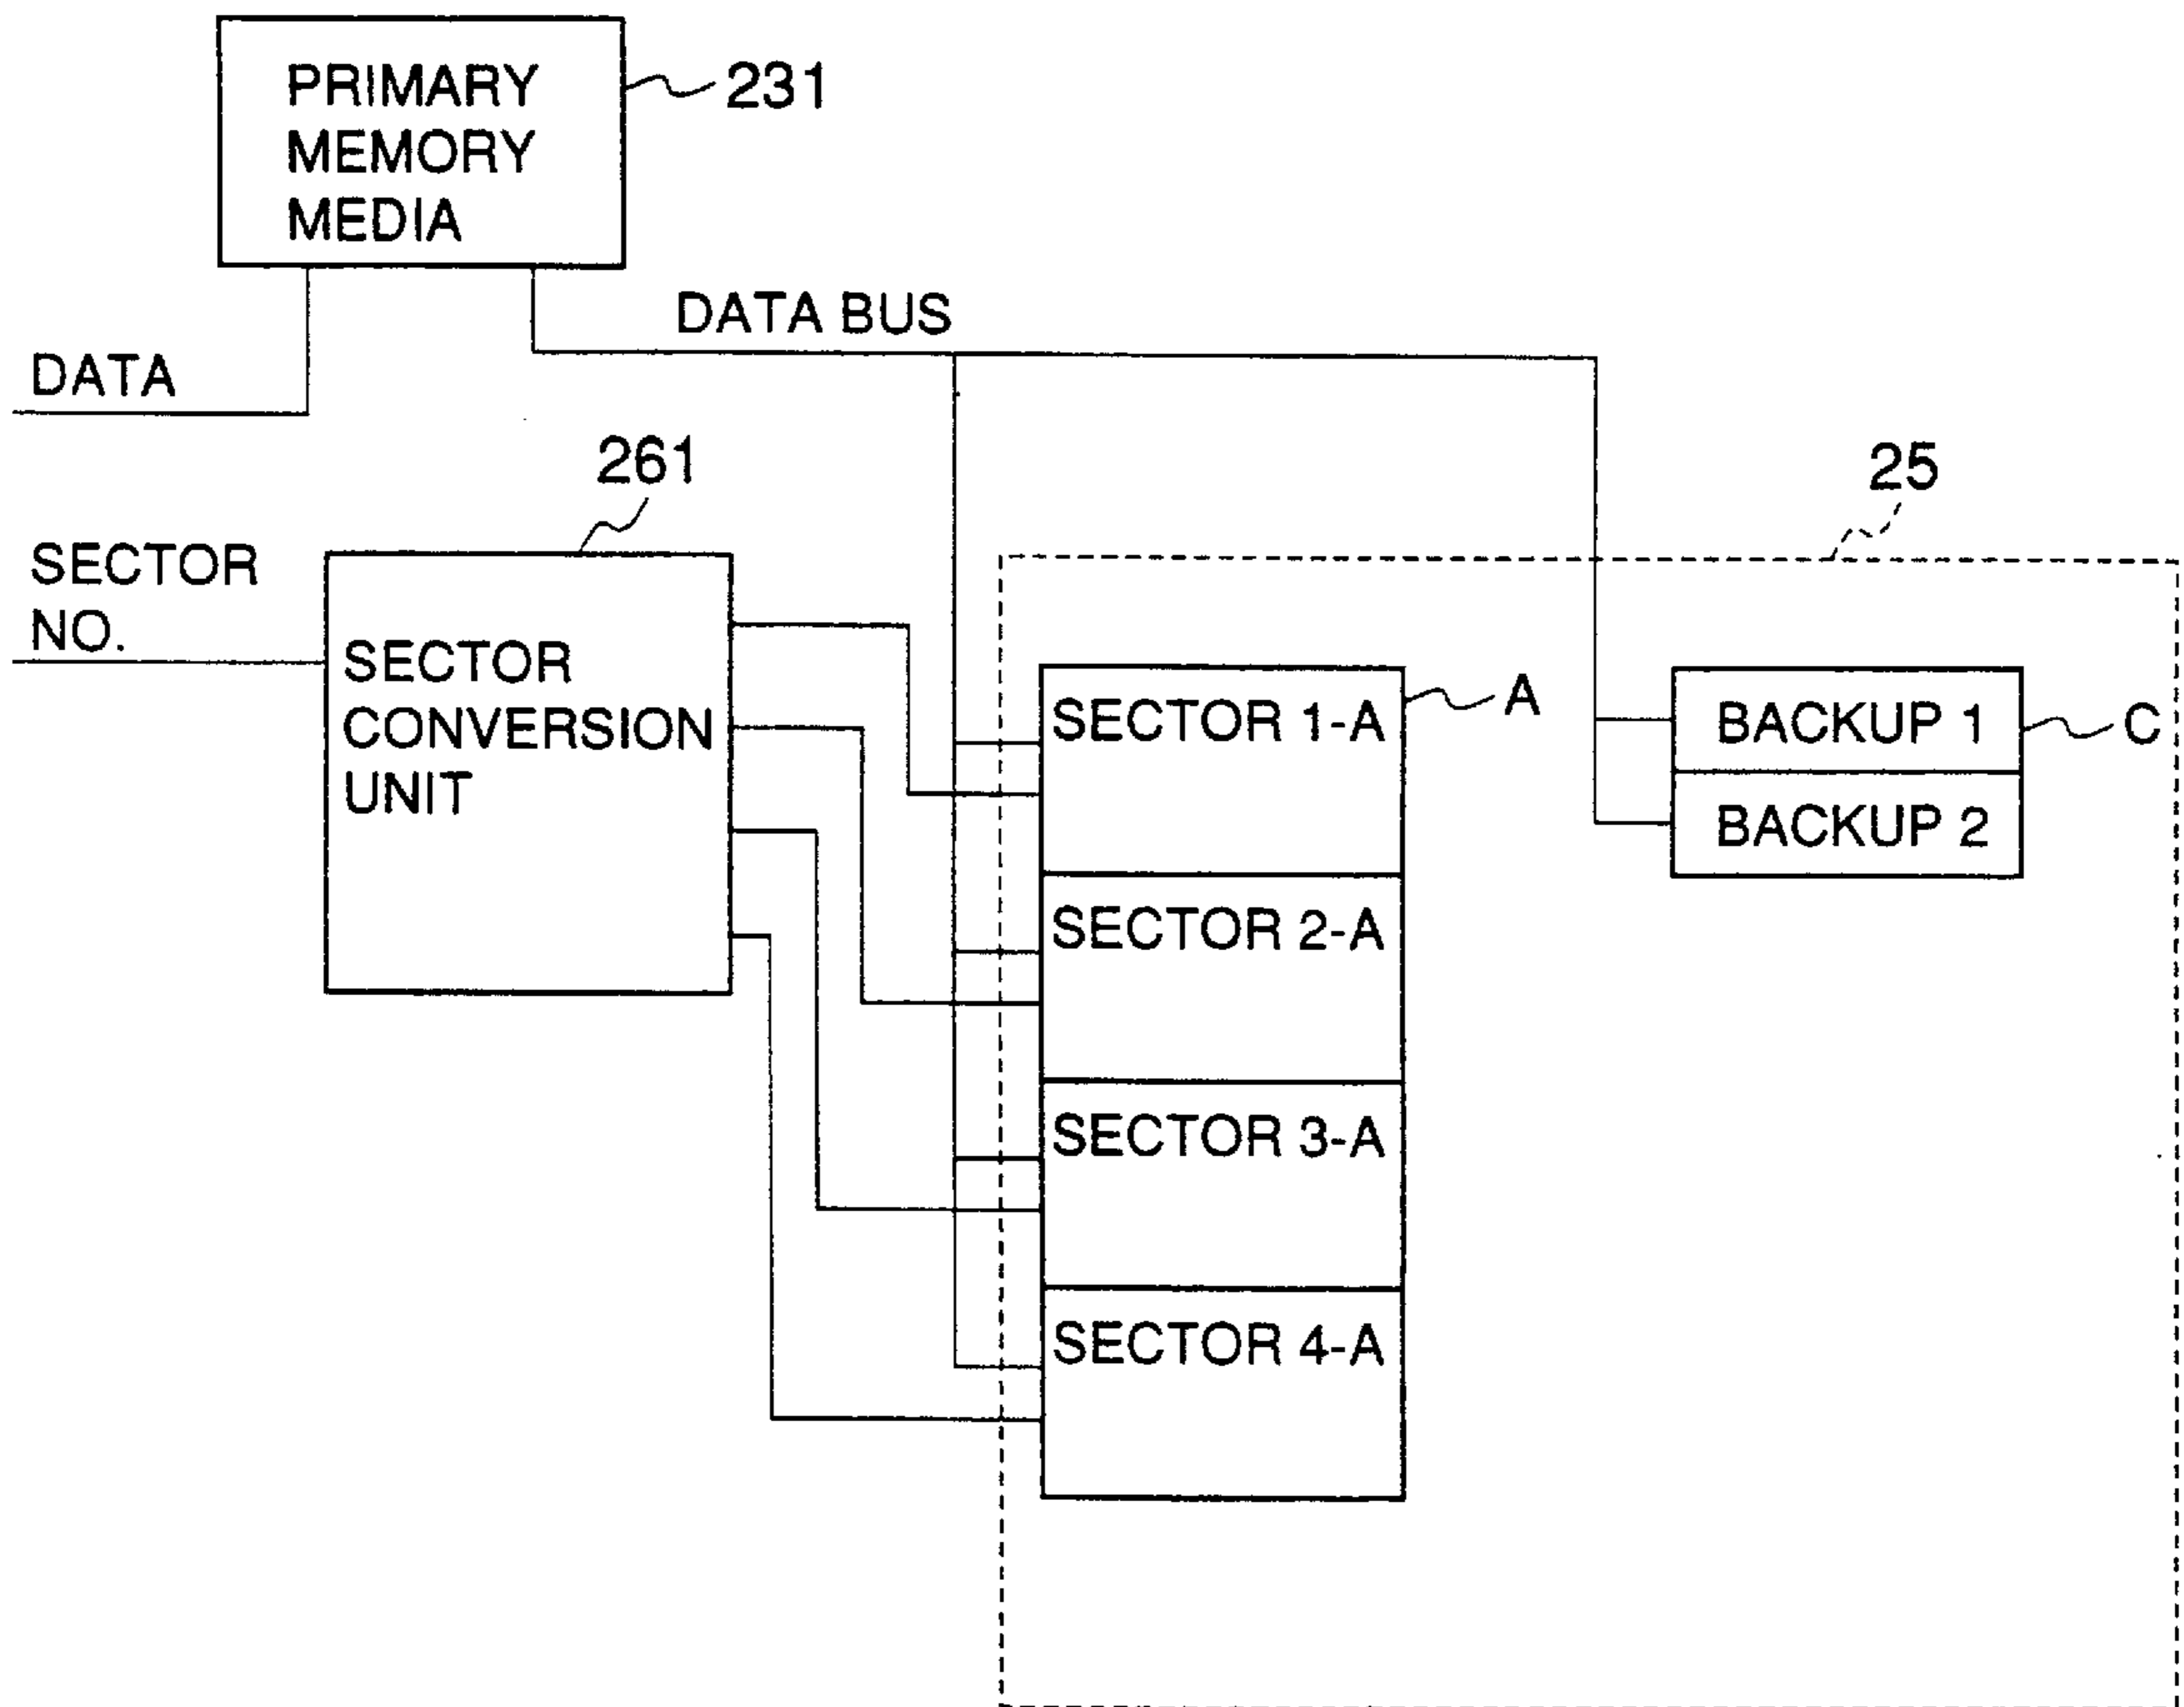 PRIMARY
MEMORY
MEDIA
231
DATA BUS
DATA
261
25
SECTOR
NO.
SECTOR
CONVERSION
UNIT
SECTOR 1-A
A
BACKUP 1
C
BACKUP 2
SECTOR 2-A
SECTOR 3-A
SECTOR 4-A